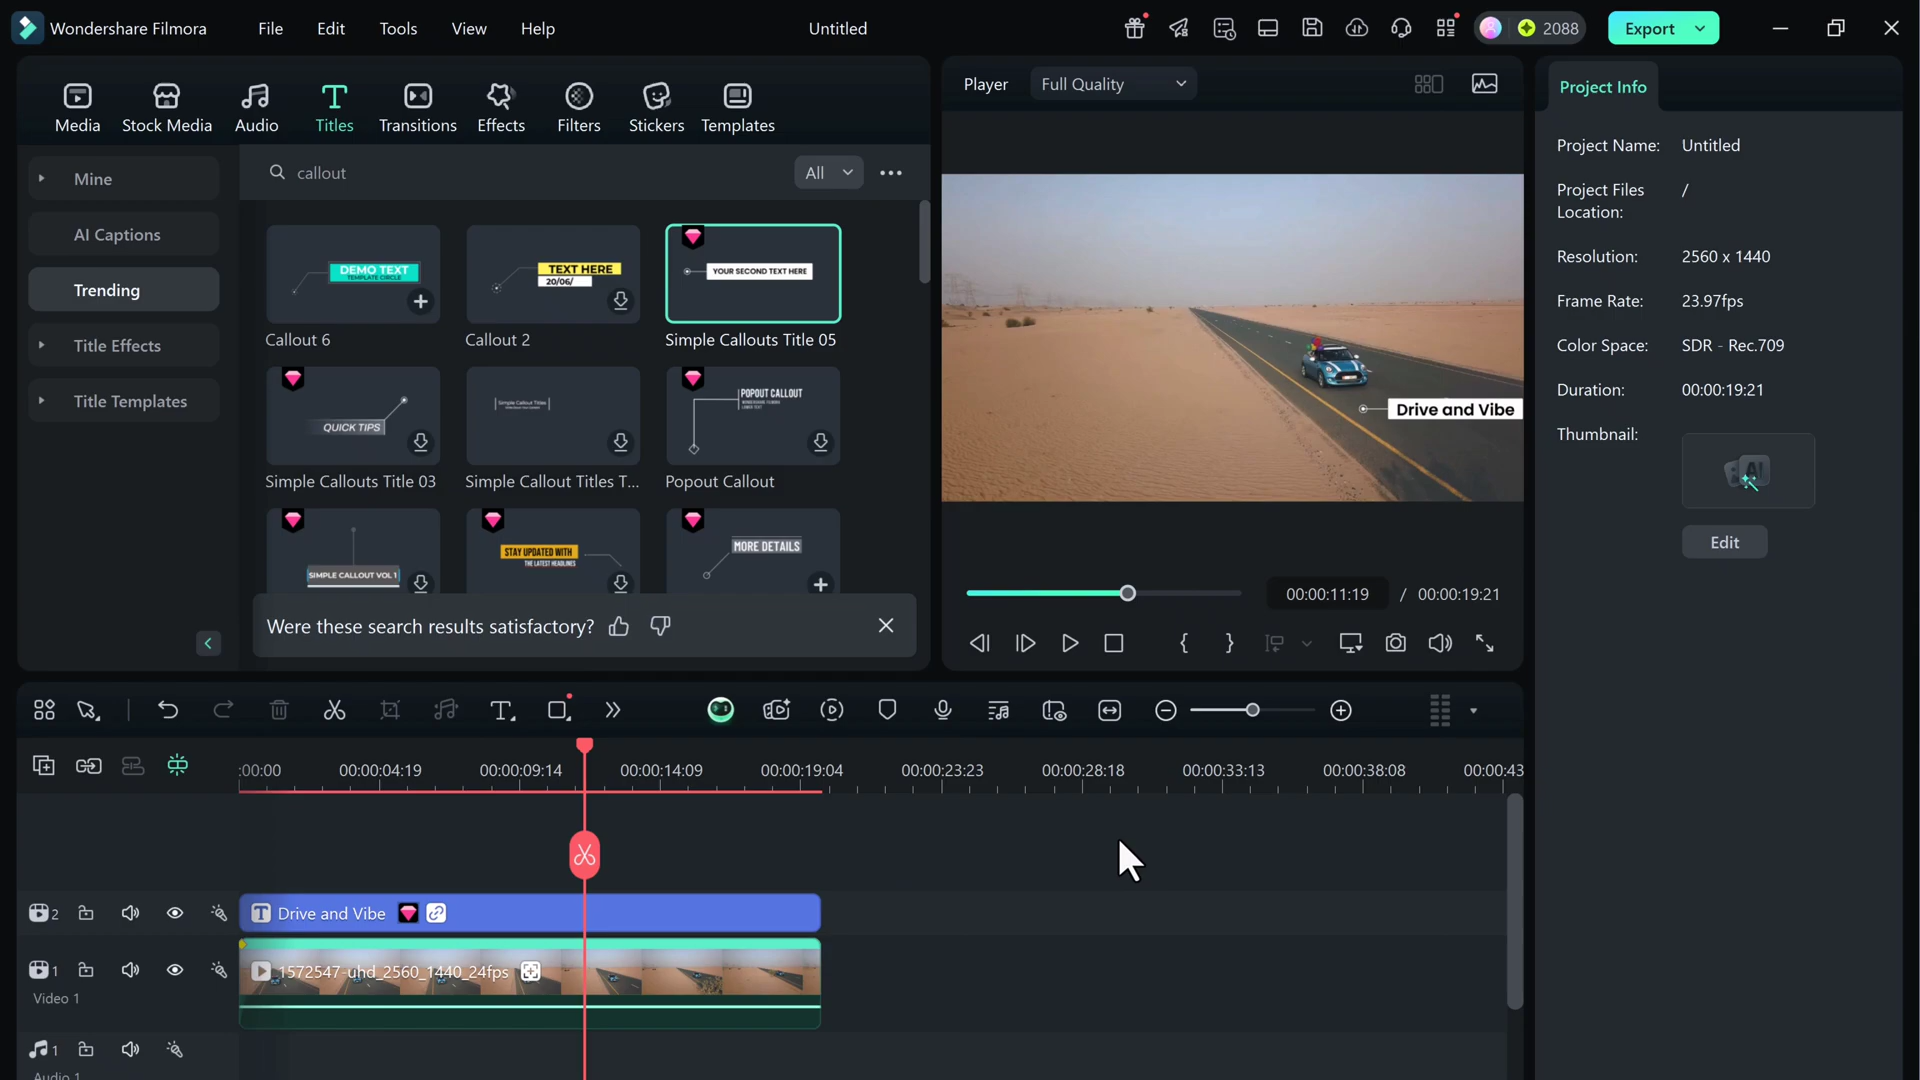 Wondershare Filmora
File
Edit
Tools
View
Help
Untitled
2088
Export
Media
Stock Media
Audio
Titles
Transitions
Effects
Filters
Stickers
Templates
Mine
AI Captions
Trending
Title Effects
Title Templates
callout
All
DEMO TEXT
TEMPLATE CIRCLE
Callout 6
TEXT HERE
20/06/
Callout 2
YOUR SECOND TEXT HERE
Simple Callouts Title 05
QUICK TIPS
Simple Callouts Title 03
Simple Callout Titles
Simple Callout Titles T...
POPOUT CALLOUT
Popout Callout
SIMPLE CALLOUT VOL 1
STAY UPDATED WITH
THE LATEST HEADLINES
MORE DETAILS
Were these search results satisfactory?
Player
Full Quality
Drive and Vibe
00:00:11:19
/
00:00:19:21
Project Info
Project Name:
Untitled
Project Files
Location:
/
Resolution:
2560 x 1440
Frame Rate:
23.97fps
Color Space:
SDR - Rec.709
Duration:
00:00:19:21
Thumbnail:
AI
Edit
:00:00
00:00:04:19
00:00:09:14
00:00:14:09
00:00:19:04
00:00:23:23
00:00:28:18
00:00:33:13
00:00:38:08
00:00:43
2
T
Drive and Vibe
1
1572547-uhd_2560_1440_24fps
Video 1
1
Audio 1